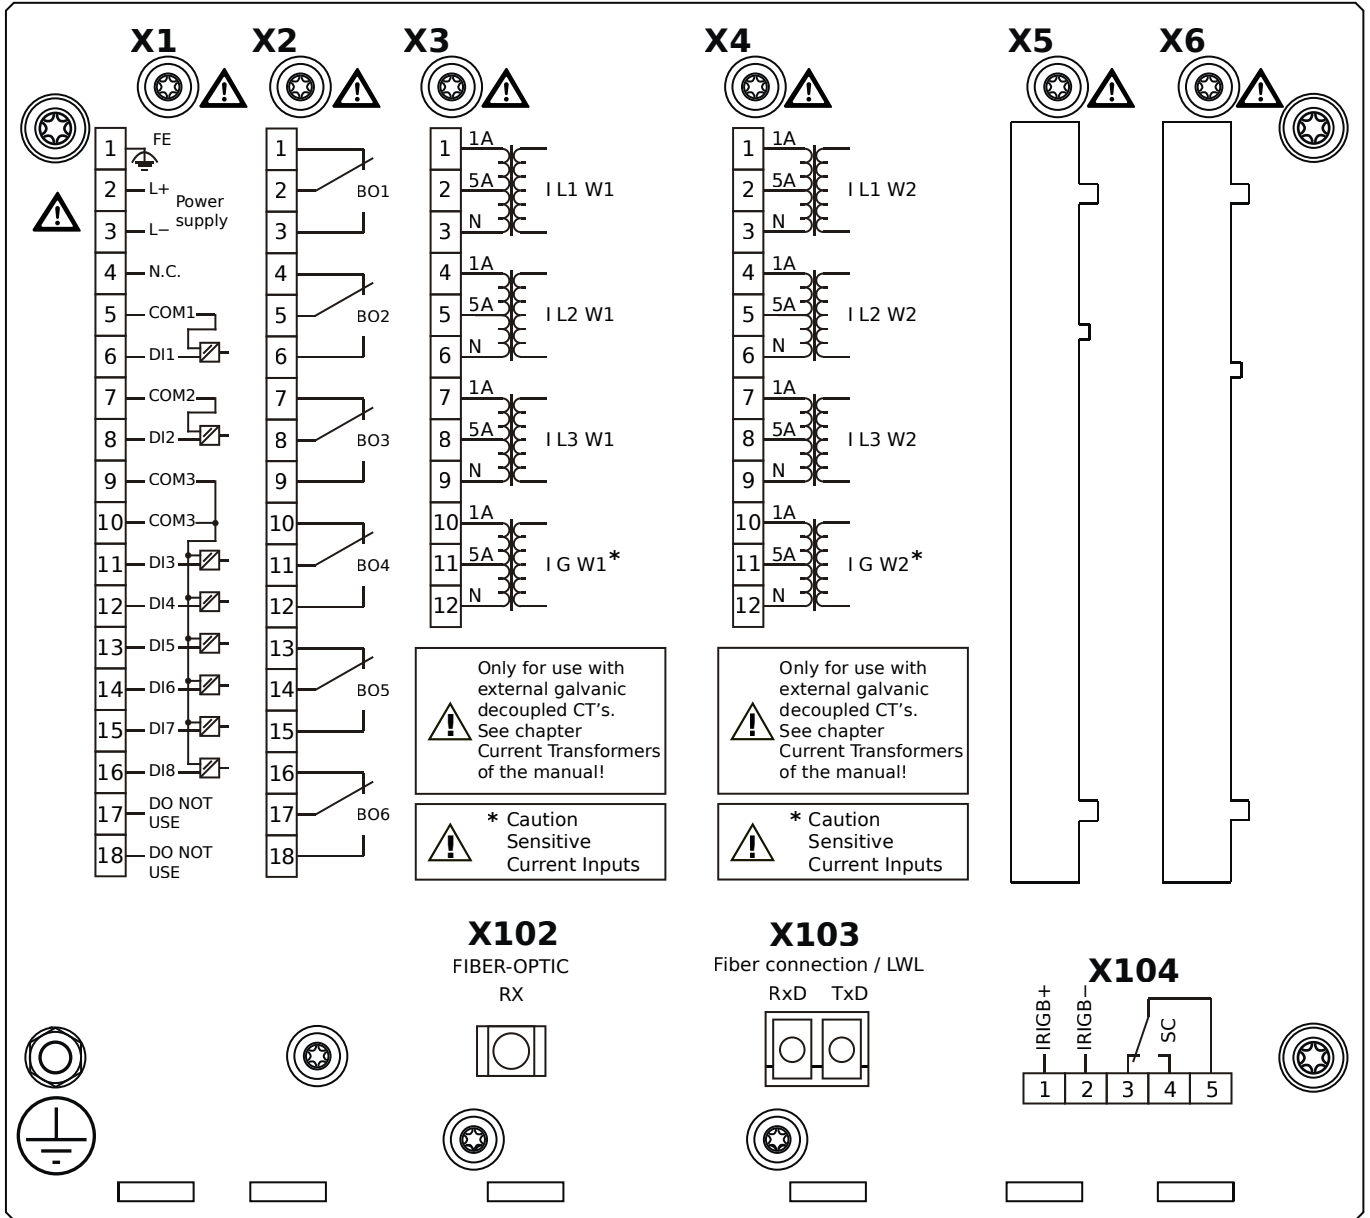 X1
X2
X3
X4
X5
X6
1 FE
2 L+
Power
supply
3 L−
4 N.C.
5 COM1
6 DI1
7 COM2
8 DI2
9 COM3
10 COM3
11 DI3
12 DI4
13 DI5
14 DI6
15 DI7
16 DI8
17 DO NOT
USE
18 DO NOT
USE
1
2 BO1
3
4
5 BO2
6
7
8 BO3
9
10
11 BO4
12
13
14 BO5
15
16
17 BO6
18
1 1A
2 5A I L1 W1
3 N
4 1A
5 5A I L2 W1
6 N
7 1A
8 5A I L3 W1
9 N
10 1A
11 5A I G W1*
12 N
Only for use with
external galvanic
decoupled CT's.
See chapter
Current Transformers
of the manual!
* Caution
Sensitive
Current Inputs
1 1A
2 5A I L1 W2
3 N
4 1A
5 5A I L2 W2
6 N
7 1A
8 5A I L3 W2
9 N
10 1A
11 5A I G W2*
12 N
Only for use with
external galvanic
decoupled CT's.
See chapter
Current Transformers
of the manual!
* Caution
Sensitive
Current Inputs
X102
FIBER-OPTIC
RX
X103
Fiber connection / LWL
RxD TxD
X104
IRIGB+
IRIGB−
SC
1 2 3 4 5